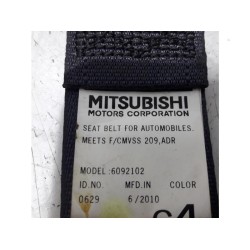 MITSUBISHI
MOTORS CORPORATION
SEAT BELT FOR AUTOMOBILES.
MEETS F/CMVSS 209,ADR
MODEL:6092102
ID.NO. MFD.IN COLOR
0629 6/2010